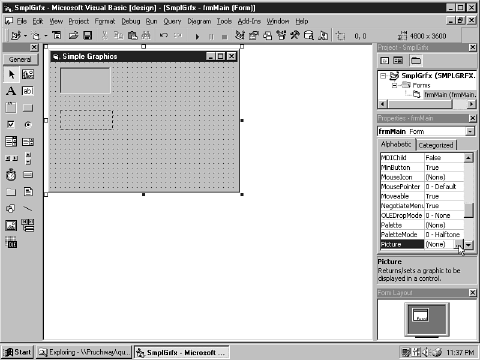 SmplGrfx - Microsoft Visual Basic [design] - [SmplGrfx - frmMain (Form)]
File Edit View Project Format Debug Run Query Diagram Tools Add-Ins Window Help
0, 0 4800 x 3600
General
A
ab|
Simple Graphics
Project - SmplGrfx
SmplGrfx (SMPLGRFX.
Forms
frmMain (frmMain.
Properties - frmMain
frmMain Form
Alphabetic Categorized
MDIChild False
MinButton True
MouseIcon (None)
MousePointer 0 - Default
Moveable True
NegotiateMenu True
OLEDropMode 0 - None
Palette (None)
PaletteMode 0 - Halftone
Picture (None) ...
Picture
Returns/sets a graphic to be
displayed in a control.
Form Layout
Start
SmplGrfx - Microsoft ...
11:37 PM